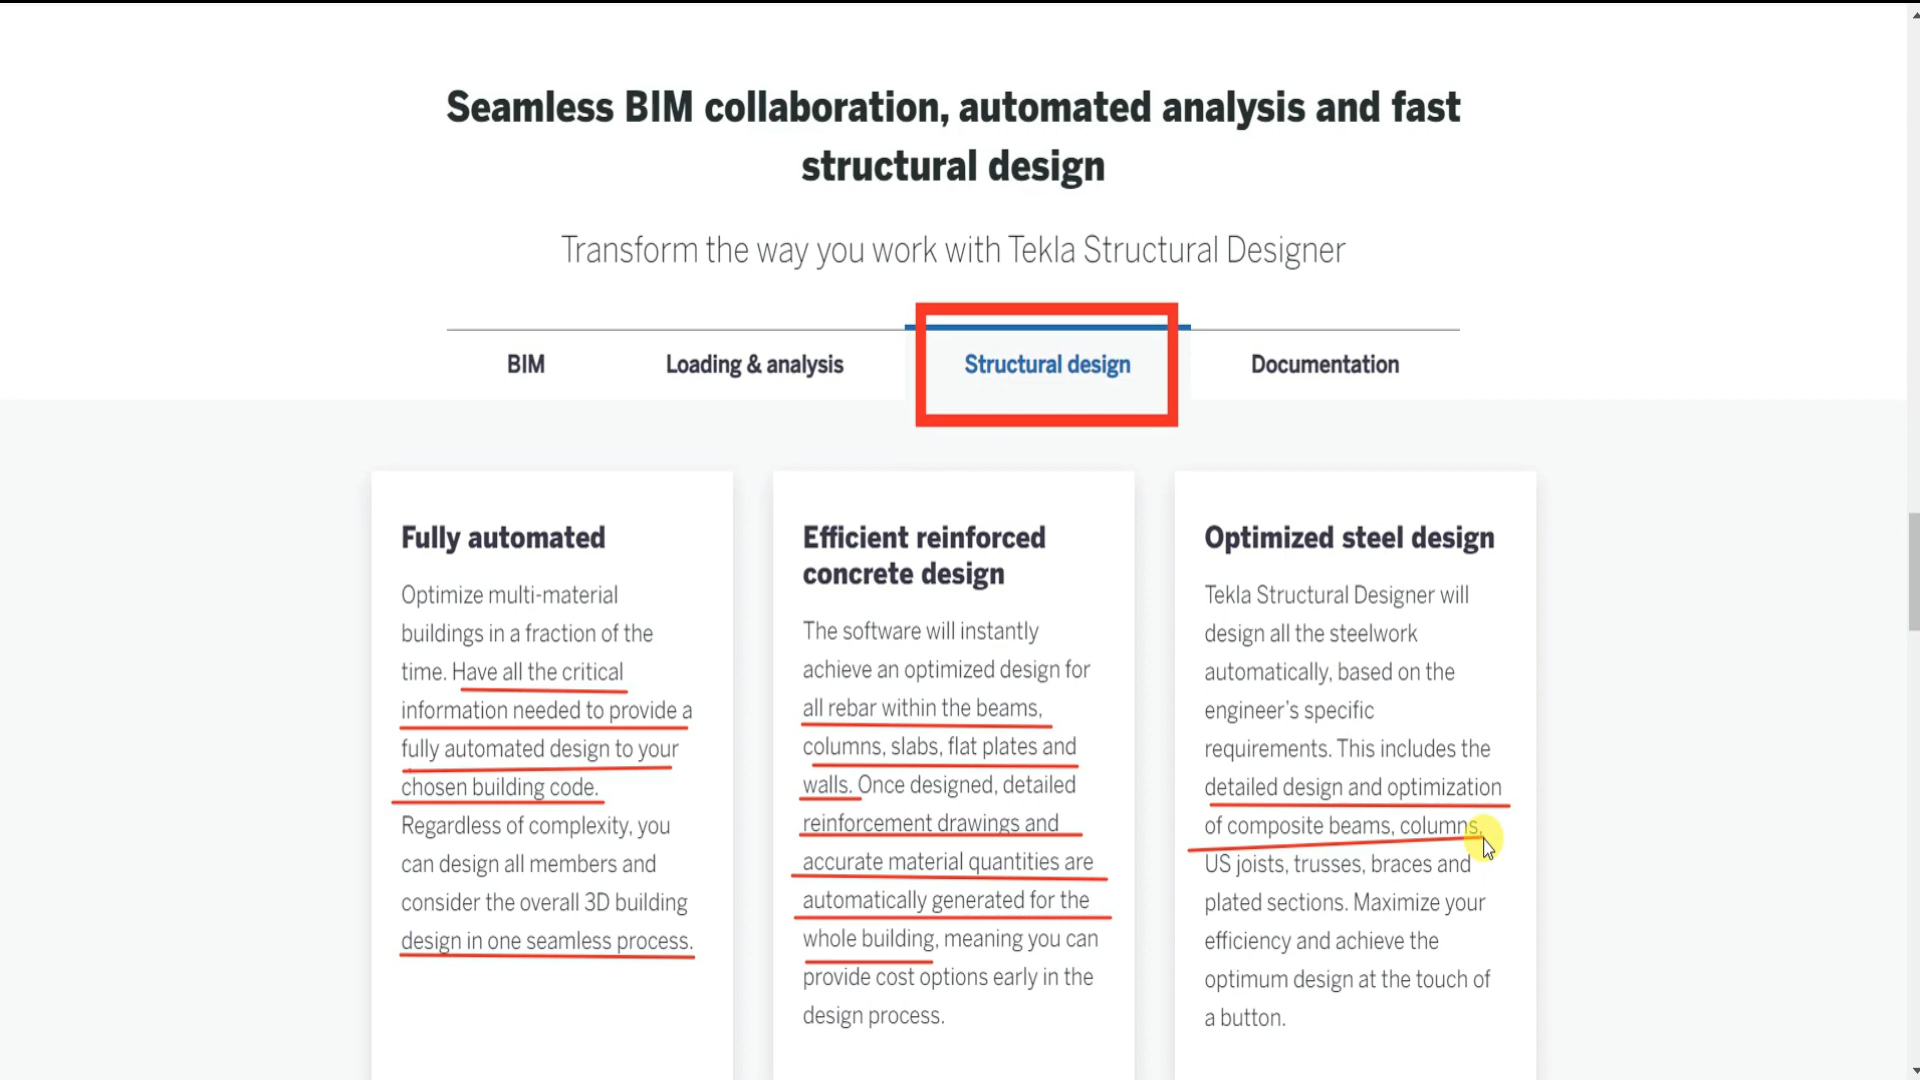 Seamless BIM collaboration, automated analysis and fast
structural design
Transform the way you work with Tekla Structural Designer
BIM
Loading & analysis
Structural design
Documentation
Fully automated
Optimize multi-material
buildings in a fraction of the
time. Have all the critical
information needed to provide a
fully automated design to your
chosen building code.
Regardless of complexity, you
can design all members and
consider the overall 3D building
design in one seamless process.
Efficient reinforced
concrete design
The software will instantly
achieve an optimized design for
all rebar within the beams,
columns, slabs, flat plates and
walls. Once designed, detailed
reinforcement drawings and
accurate material quantities are
automatically generated for the
whole building, meaning you can
provide cost options early in the
design process.
Optimized steel design
Tekla Structural Designer will
design all the steelwork
automatically, based on the
engineer's specific
requirements. This includes the
detailed design and optimization
of composite beams, columns,
US joists, trusses, braces and
plated sections. Maximize your
efficiency and achieve the
optimum design at the touch of
a button.